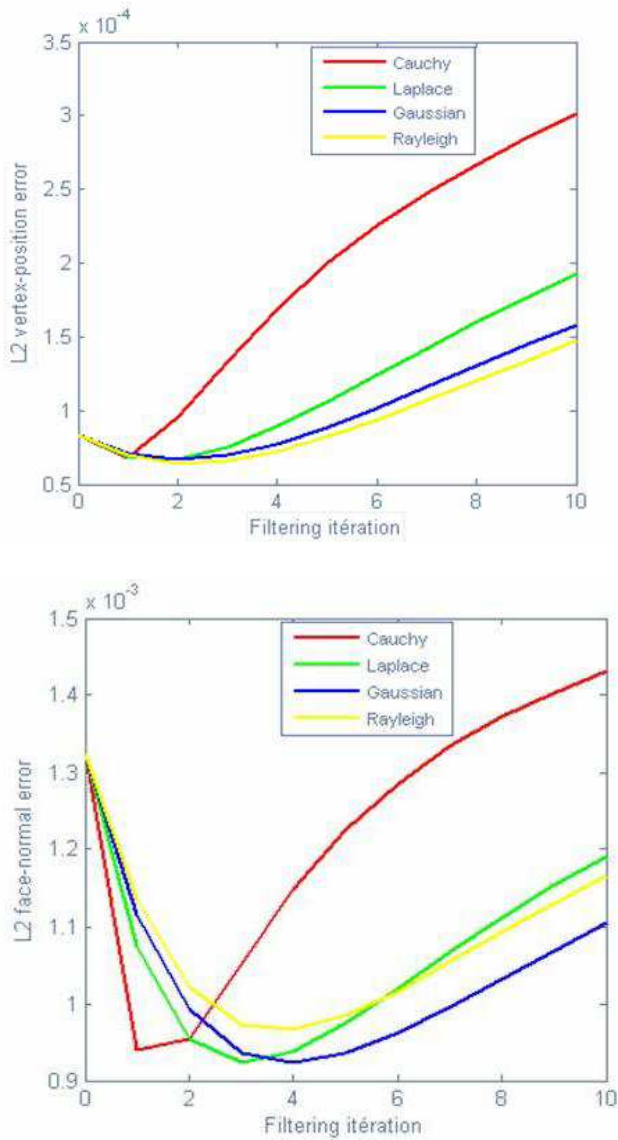 x 10-4
3.5
3
2.5
2
1.5
1
0.5
L2 vertex-position error
Cauchy
Laplace
Gaussian
Rayleigh
0 2 4 6 8 10
Filtering itération
x 10-3
1.5
1.4
1.3
1.2
1.1
1
0.9
L2 face-normal error
Cauchy
Laplace
Gaussian
Rayleigh
0 2 4 6 8 10
Filtering itération